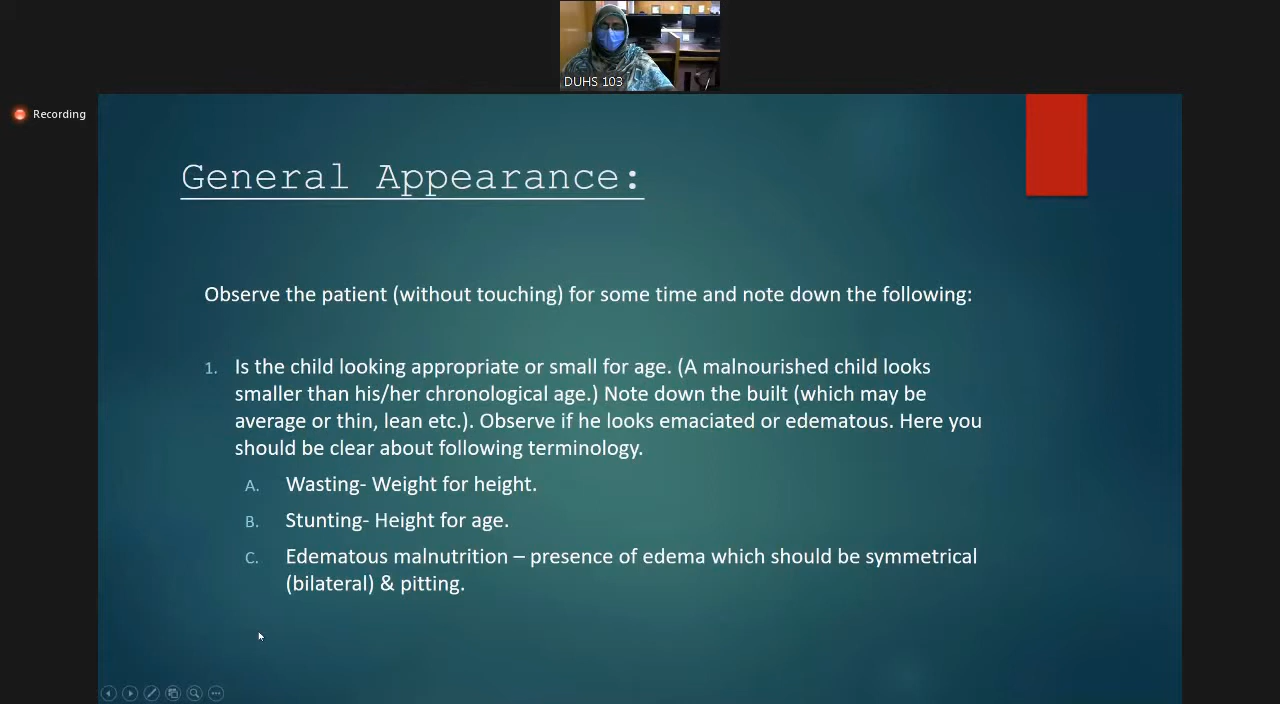 DUHS 103
Recording
General Appearance:
Observe the patient (without touching) for some time and note down the following:
1. Is the child looking appropriate or small for age. (A malnourished child looks
smaller than his/her chronological age.) Note down the built (which may be
average or thin, lean etc.). Observe if he looks emaciated or edematous. Here you
should be clear about following terminology.
A. Wasting- Weight for height.
B. Stunting- Height for age.
C. Edematous malnutrition – presence of edema which should be symmetrical
(bilateral) & pitting.